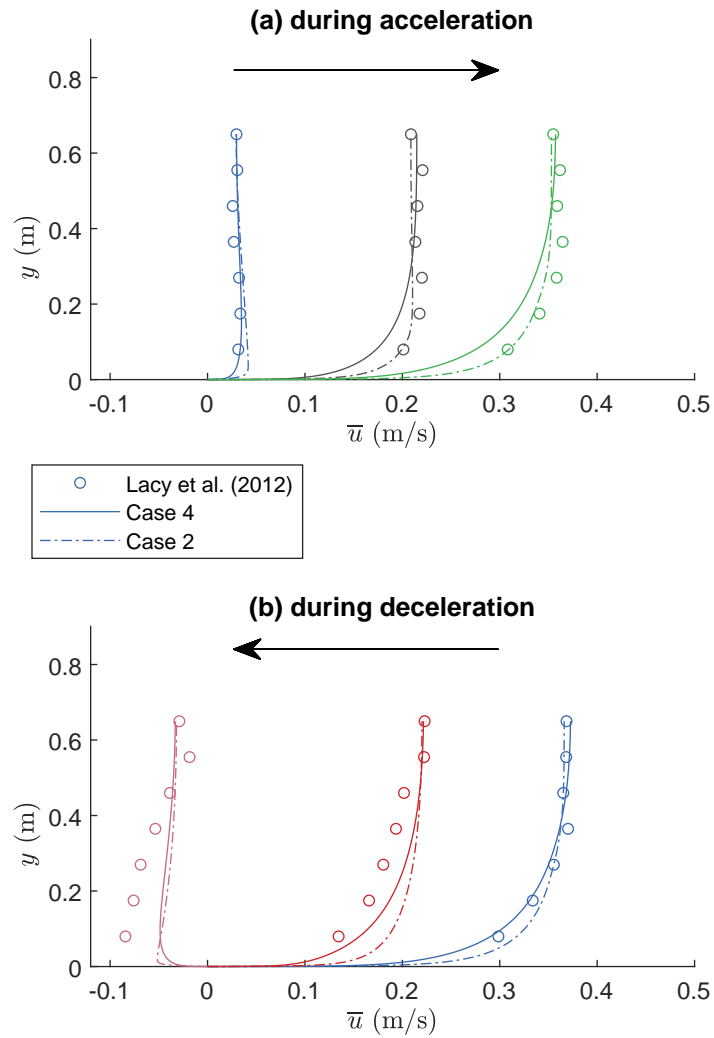 (a) during acceleration
0.8
0.6
0.4
0.2
0
y (m)
-0.1 0 0.1 0.2 0.3 0.4 0.5
u̅ (m/s)
Lacy et al. (2012)
Case 4
Case 2
(b) during deceleration
0.8
0.6
0.4
0.2
0
y (m)
-0.1 0 0.1 0.2 0.3 0.4 0.5
u̅ (m/s)